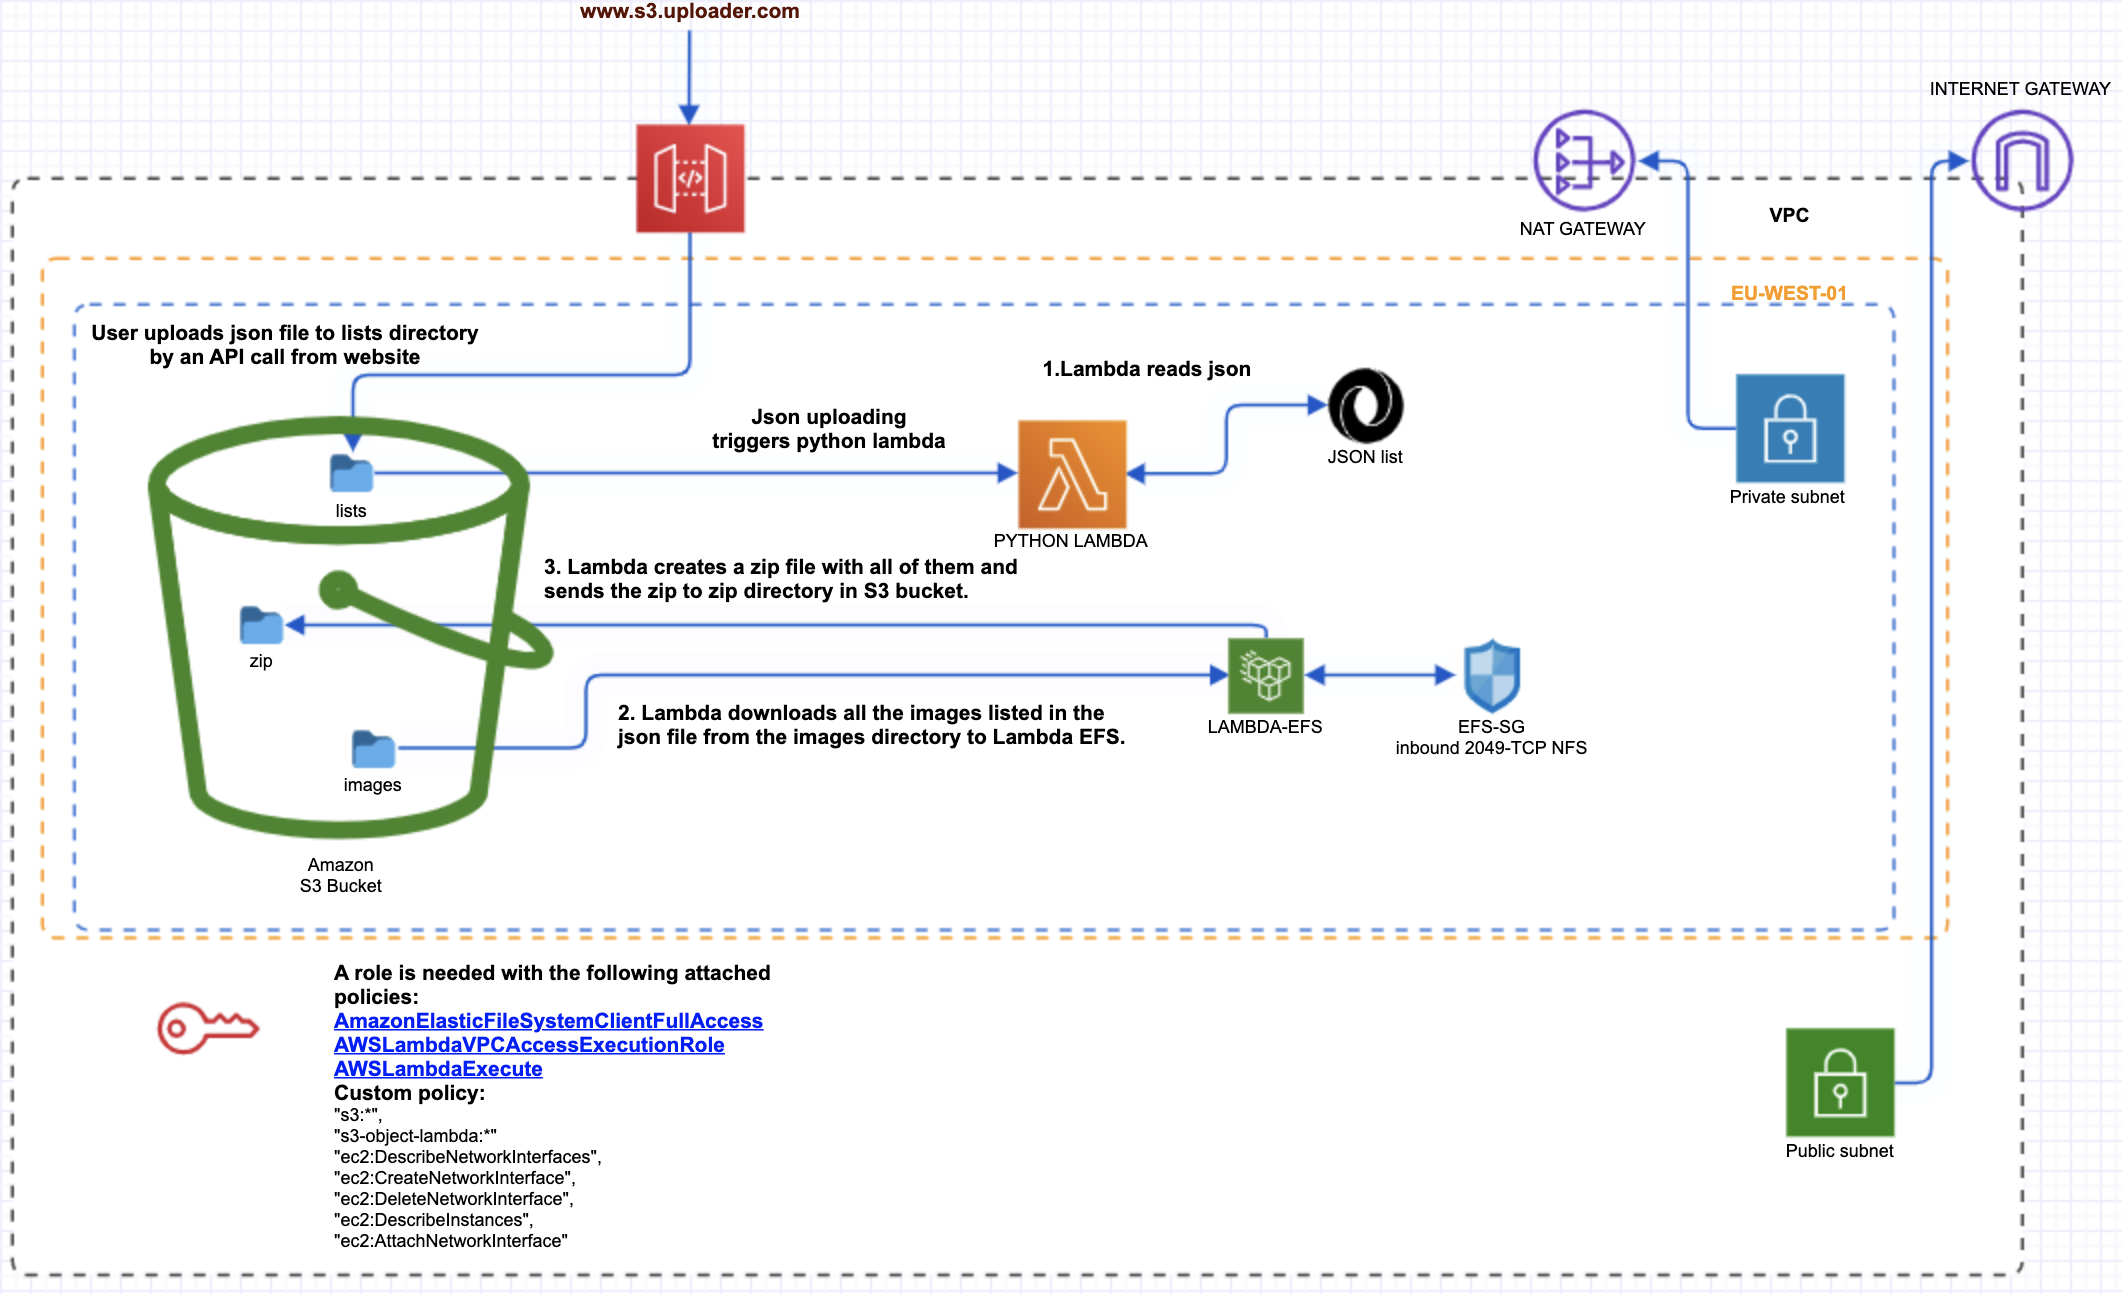 www.s3.uploader.com
INTERNET GATEWAY
NAT GATEWAY
VPC
EU-WEST-01
User uploads json file to lists directory
by an API call from website
1.Lambda reads json
Json uploading
triggers python lambda
JSON list
Private subnet
lists
PYTHON LAMBDA
3. Lambda creates a zip file with all of them and
sends the zip to zip directory in S3 bucket.
zip
2. Lambda downloads all the images listed in the
json file from the images directory to Lambda EFS.
LAMBDA-EFS
EFS-SG
inbound 2049-TCP NFS
images
Amazon
S3 Bucket
A role is needed with the following attached
policies:
AmazonElasticFileSystemClientFullAccess
AWSLambdaVPCAccessExecutionRole
AWSLambdaExecute
Custom policy:
"s3:*",
"s3-object-lambda:*"
"ec2:DescribeNetworkInterfaces",
"ec2:CreateNetworkInterface",
"ec2:DeleteNetworkInterface",
"ec2:DescribeInstances",
"ec2:AttachNetworkInterface"
Public subnet